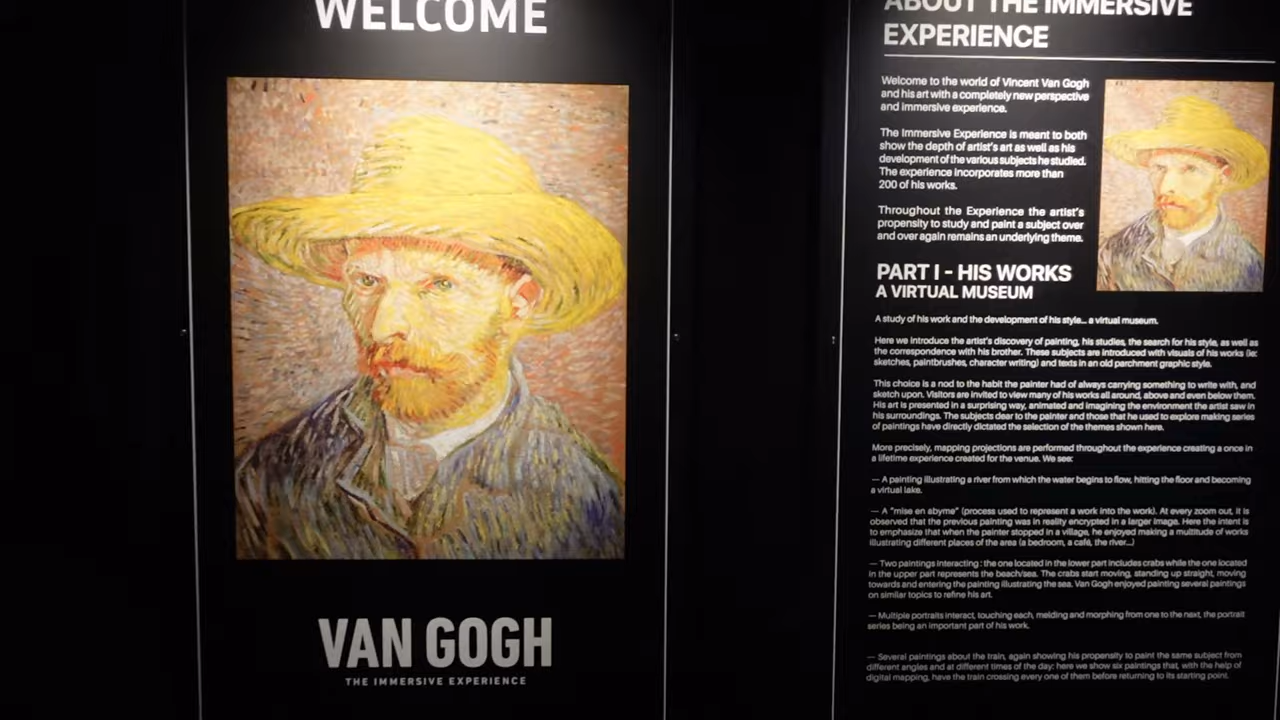 WELCOME
VAN GOGH
THE IMMERSIVE EXPERIENCE
ABOUT THE IMMERSIVE
EXPERIENCE
Welcome to the world of Vincent Van Gogh
and his art with a completely new perspective
and immersive experience.
The Immersive Experience is meant to both
show the depth of artist's art as well as his
development of the various subjects he studied.
The experience incorporates more than
200 of his works.
Throughout the Experience the artist's
propensity to study and paint a subject over
and over again remains an underlying theme.
PART I - HIS WORKS
A VIRTUAL MUSEUM
A study of his work and the development of his style... a virtual museum.
Here we introduce the artist's discovery of painting, his studies, the search for his style, as well as
the correspondence with his brother. These subjects are introduced with visuals of his works (ie:
sketches, paintbrushes, character writing) and texts in an old parchment graphic style.
This choice is a nod to the habit the painter had of always carrying something to write with, and
sketch upon. Visitors are invited to view many of his works all around, above and even below them.
His art is presented in a surprising way, animated and imagining the environment the artist saw in
his surroundings. The subjects dear to the painter and those that he used to explore making series
of paintings have directly dictated the selection of the themes shown here.
More precisely, mapping projections are performed throughout the experience creating a once in
a lifetime experience created for the venue. We see:
— A painting illustrating a river from which the water begins to flow, hitting the floor and becoming
a virtual lake.
— A "mise en abyme" (process used to represent a work into the work). At every zoom out, it is
observed that the previous painting was in reality encrypted in a larger image. Here the intent is
to emphasize that when the painter stopped in a village, he enjoyed making a multitude of works
illustrating different places of the area (a bedroom, a café, the river...)
— Two paintings interacting : the one located in the lower part includes crabs while the one located
in the upper part represents the beach/sea. The crabs start moving, standing up straight, moving
towards and entering the painting illustrating the sea. Van Gogh enjoyed painting several paintings
on similar topics to refine his art.
— Multiple portraits interact, touching each, melding and morphing from one to the next, the portrait
series being an important part of his work.
— Several paintings about the train, again showing his propensity to paint the same subject from
different angles and at different times of the day: here we show six paintings that, with the help of
digital mapping, have the train crossing every one of them before returning to its starting point.